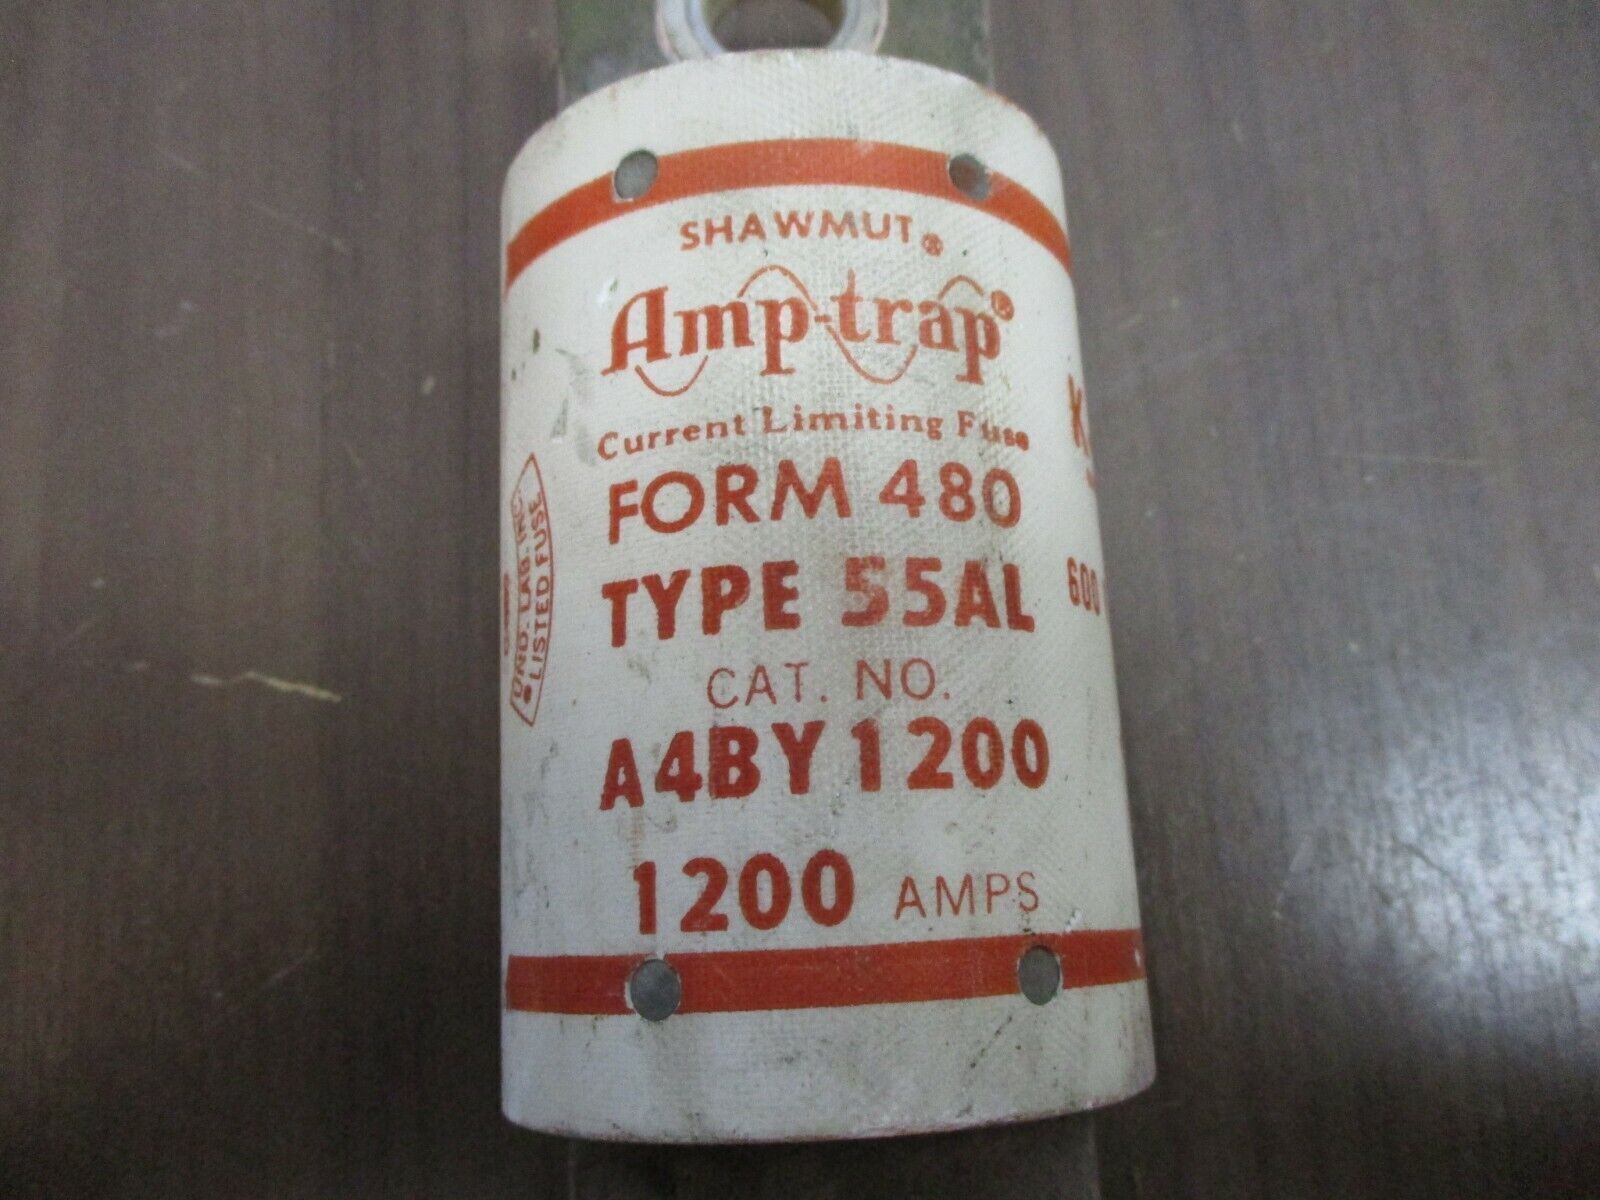 SHAWMUT®
Amp-trap®
Current Limiting Fuse
FORM 480
TYPE 55AL
CAT. NO.
A4BY1200
1200 AMPS
UND. LAB. INC.
LISTED FUSE
K
600